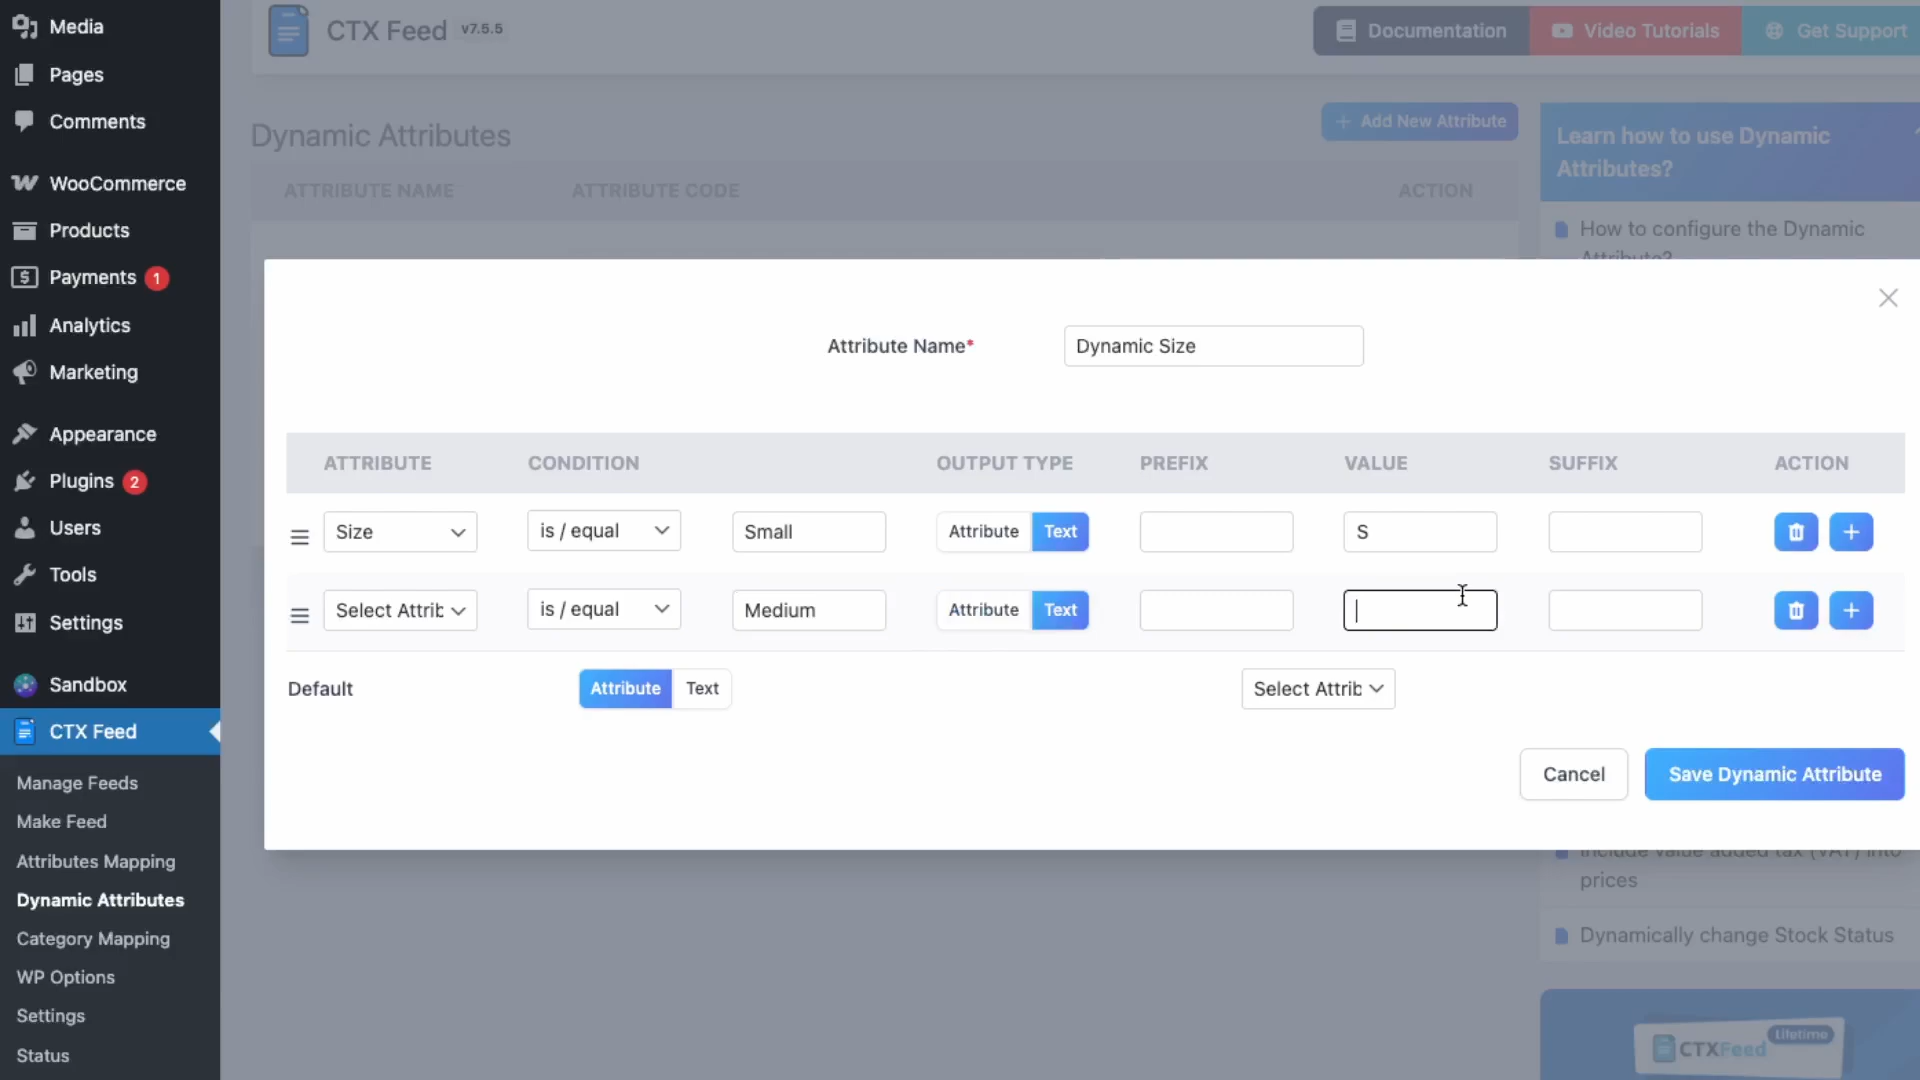 Media
Pages
Comments
WooCommerce
Products
Payments 1
Analytics
Marketing
Appearance
Plugins 2
Users
Tools
Settings
Sandbox
CTX Feed
Manage Feeds
Make Feed
Attributes Mapping
Dynamic Attributes
Category Mapping
WP Options
Settings
Status
CTX Feed v7.5.5
Documentation
Video Tutorials
Get Support
Dynamic Attributes
+ Add New Attribute
ATTRIBUTE NAME ATTRIBUTE CODE ACTION
Learn how to use Dynamic
Attributes?
How to configure the Dynamic
Attribute?
Attribute Name* Dynamic Size
ATTRIBUTE CONDITION OUTPUT TYPE PREFIX VALUE SUFFIX ACTION
Size is / equal Small Attribute Text S
Select Attrib is / equal Medium Attribute Text
Default Attribute Text Select Attrib
Cancel Save Dynamic Attribute
include value added tax (VAT) into
prices
Dynamically change Stock Status
Lifetime
CTXFeed